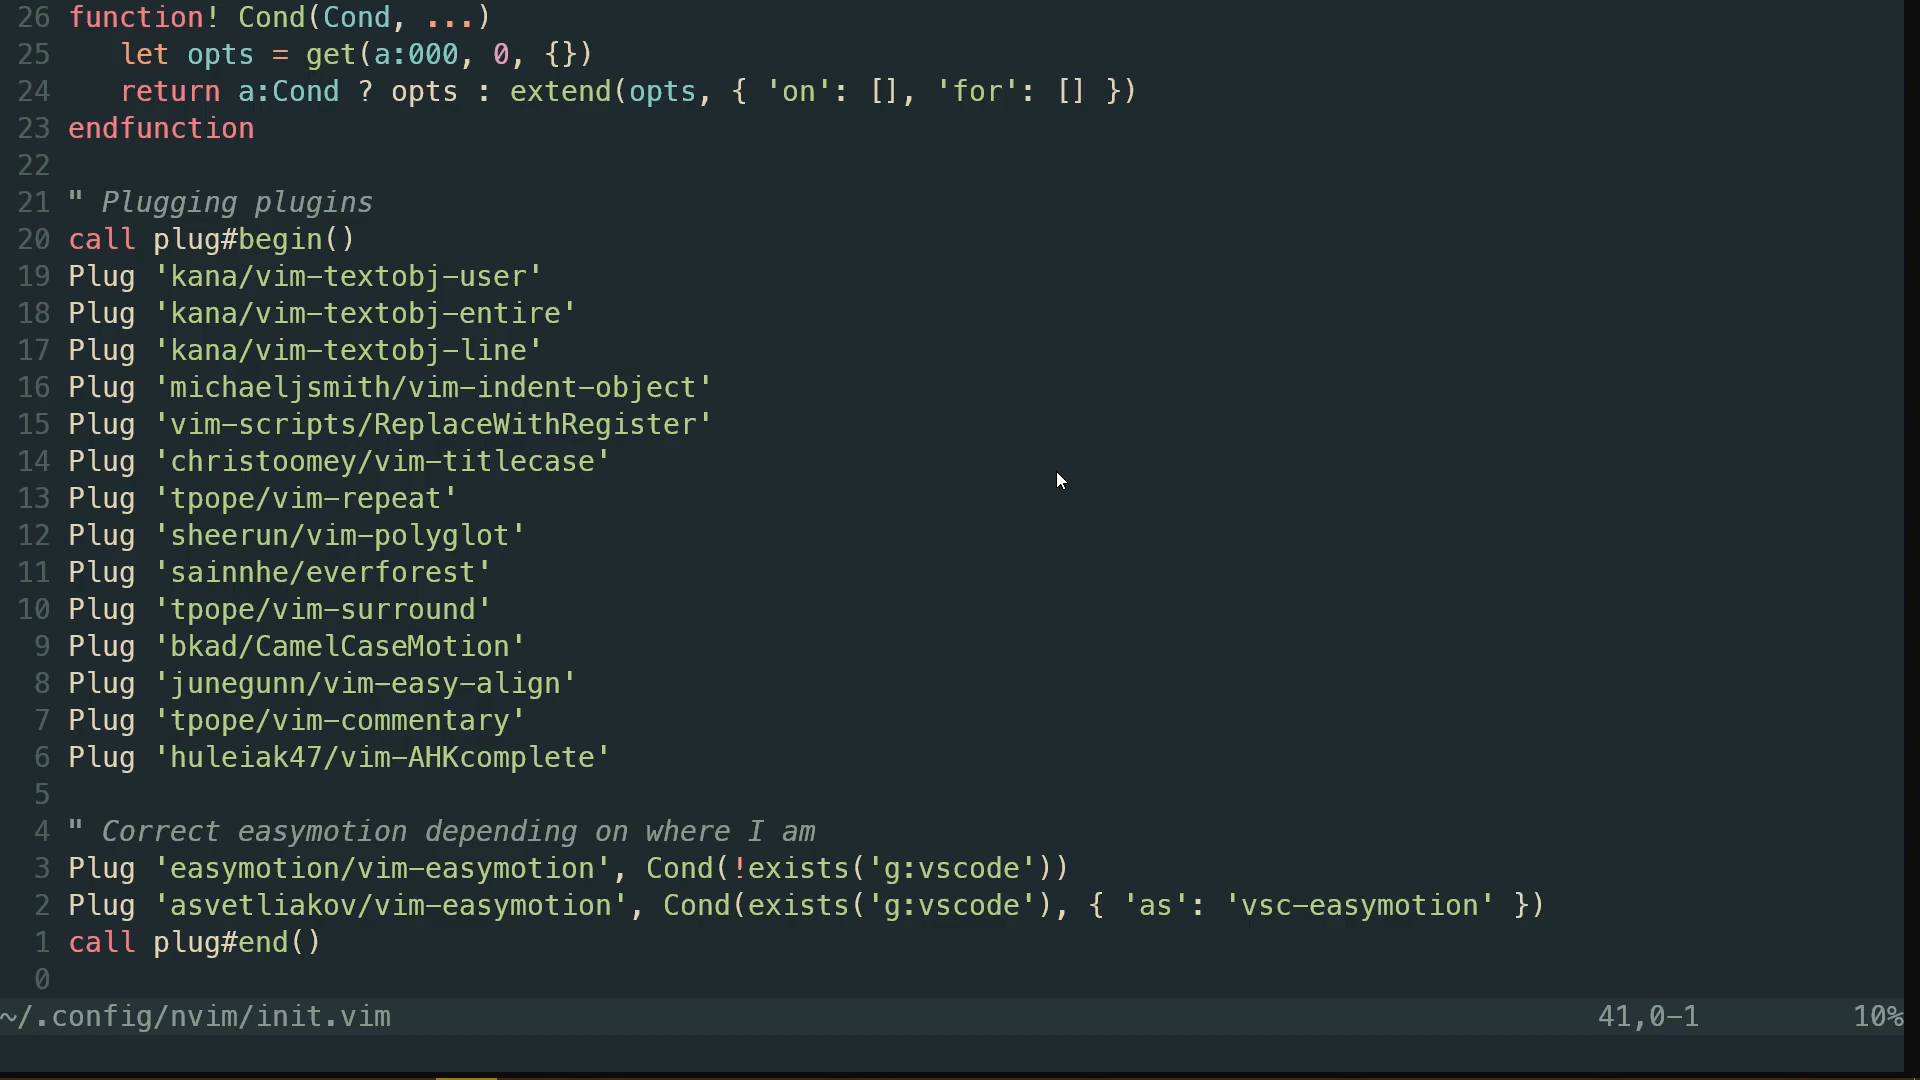 26 function! Cond(Cond, ...)
25    let opts = get(a:000, 0, {})
24    return a:Cond ? opts : extend(opts, { 'on': [], 'for': [] })
23 endfunction
22
21 " Plugging plugins
20 call plug#begin()
19 Plug 'kana/vim-textobj-user'
18 Plug 'kana/vim-textobj-entire'
17 Plug 'kana/vim-textobj-line'
16 Plug 'michaeljsmith/vim-indent-object'
15 Plug 'vim-scripts/ReplaceWithRegister'
14 Plug 'christoomey/vim-titlecase'
13 Plug 'tpope/vim-repeat'
12 Plug 'sheerun/vim-polyglot'
11 Plug 'sainnhe/everforest'
10 Plug 'tpope/vim-surround'
9 Plug 'bkad/CamelCaseMotion'
8 Plug 'junegunn/vim-easy-align'
7 Plug 'tpope/vim-commentary'
6 Plug 'huleiak47/vim-AHKcomplete'
5
4 " Correct easymotion depending on where I am
3 Plug 'easymotion/vim-easymotion', Cond(!exists('g:vscode'))
2 Plug 'asvetliakov/vim-easymotion', Cond(exists('g:vscode'), { 'as': 'vsc-easymotion' })
1 call plug#end()
0
~/.config/nvim/init.vim 41,0-1 10%